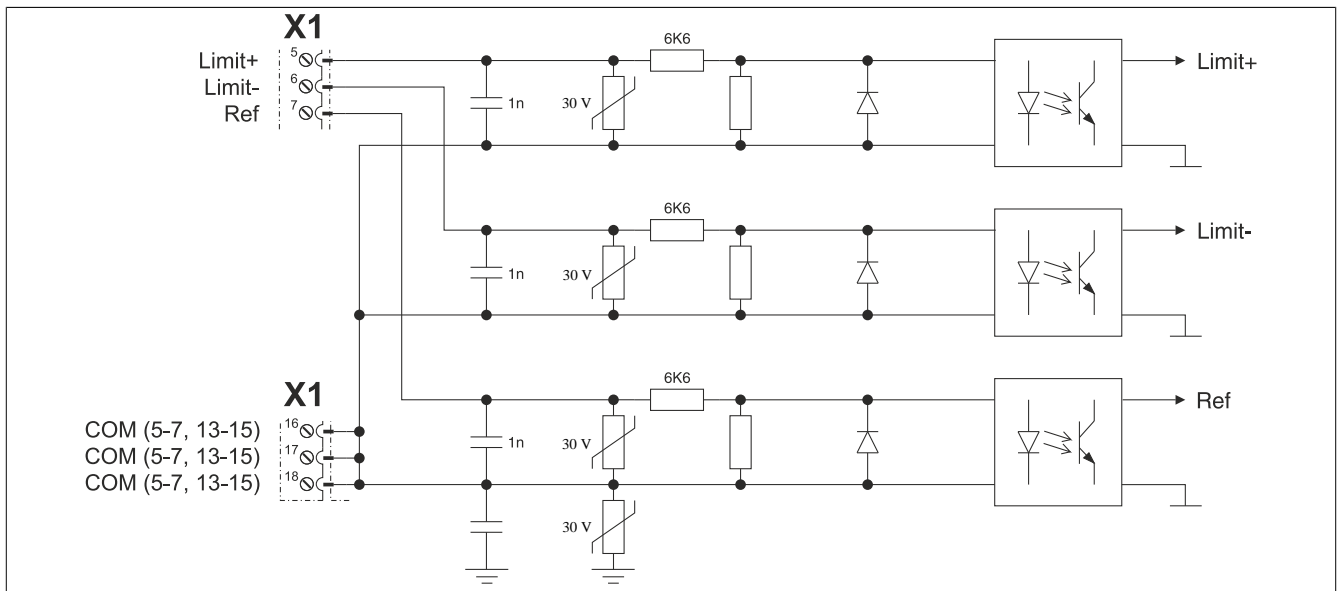 X1
Limit+
5
Limit-
6
Ref
7
1n
30 V
6K6
Limit+
1n
30 V
6K6
Limit-
X1
COM (5-7, 13-15)
16
COM (5-7, 13-15)
17
COM (5-7, 13-15)
18
1n
30 V
6K6
Ref
30 V